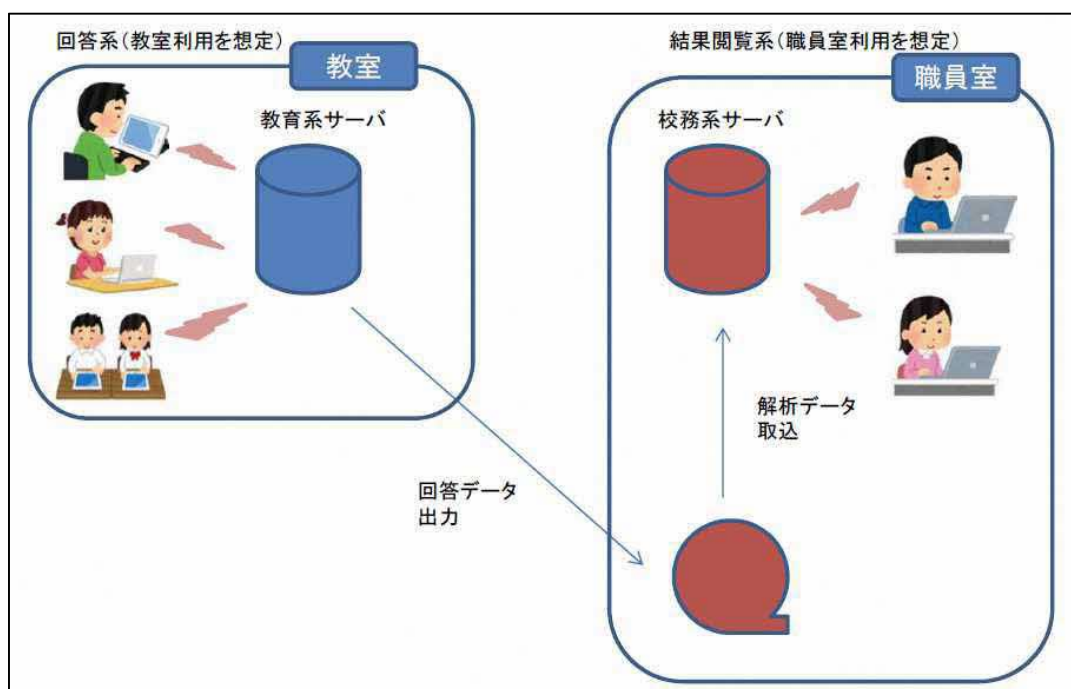 回答系(教室利用を想定)
教室
教育系サーバ
結果閲覧系(職員室利用を想定)
職員室
校務系サーバ
回答データ
出力
解析データ
取込